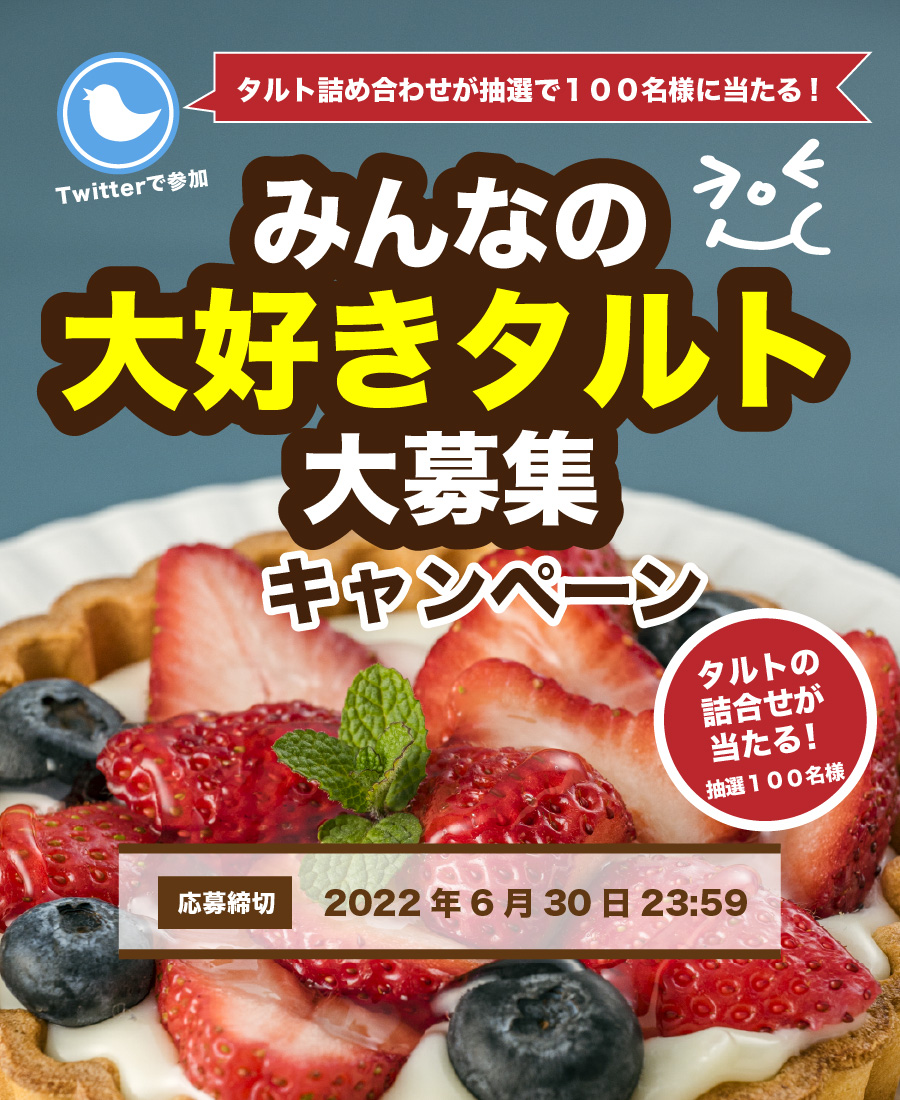 タルト詰め合わせが抽選で１００名様に当たる！
Twitterで参加
みんなの
大好きタルト
大募集
キャンペーン
タルトの
詰合せが
当たる！
抽選１００名様
応募締切
2022年6月30日23:59